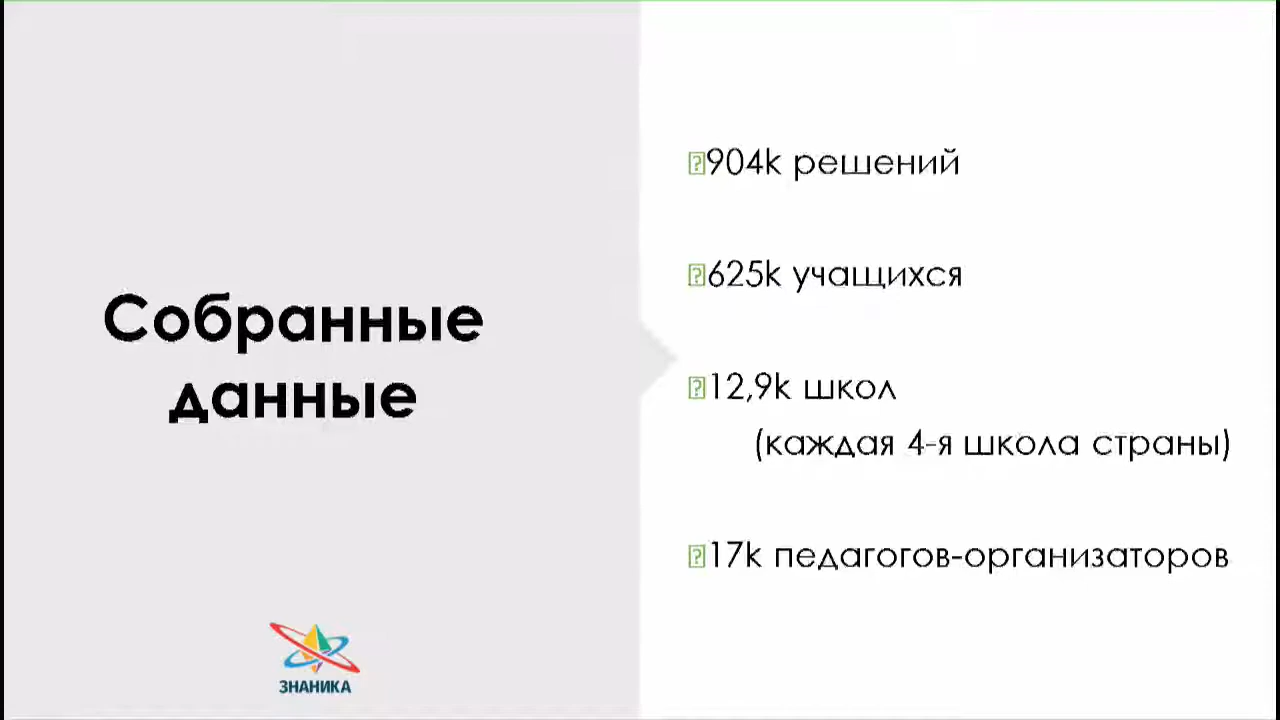 Собранные
данные
904k решений
625k учащихся
12,9k школ
(каждая 4-я школа страны)
17k педагогов-организаторов
ЗНАНИКА